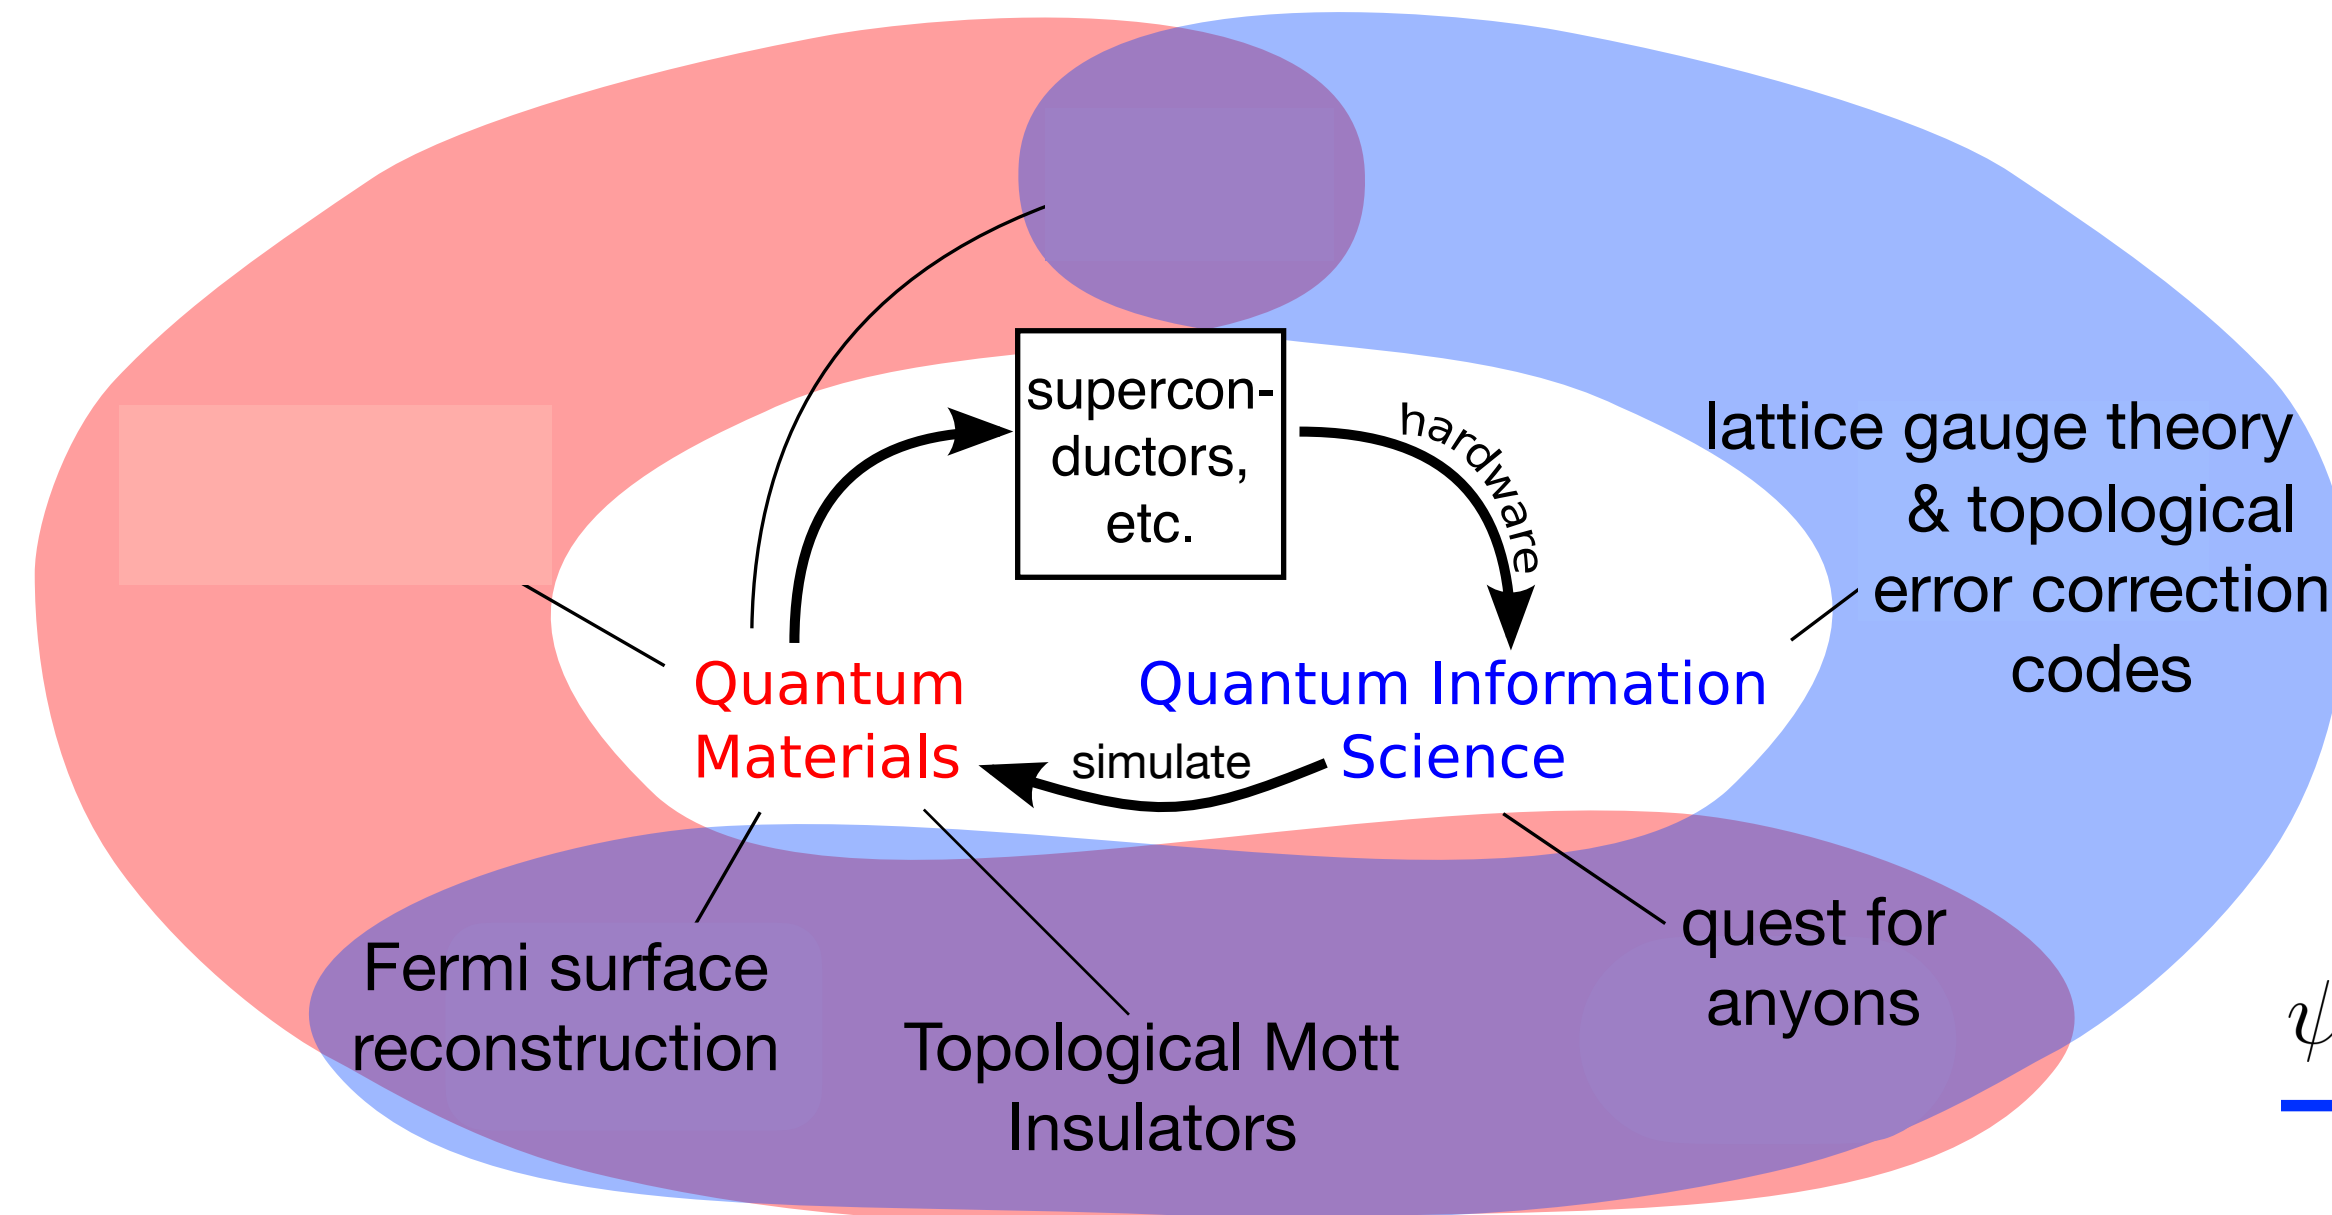 supercon-
ductors,
etc.
hardware
lattice gauge theory
& topological
error correction
codes
Quantum
Materials
Quantum Information
Science
simulate
Fermi surface
reconstruction
Topological Mott
Insulators
quest for
anyons
ψ